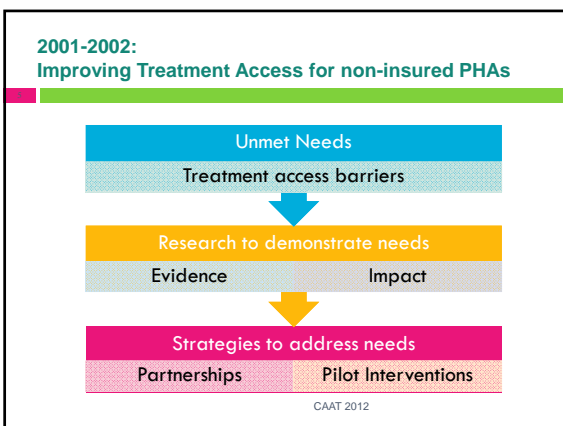 2001-2002:
Improving Treatment Access for non-insured PHAs
Unmet Needs
Treatment access barriers
Research to demonstrate needs
Evidence Impact
Strategies to address needs
Partnerships Pilot Interventions
CAAT 2012